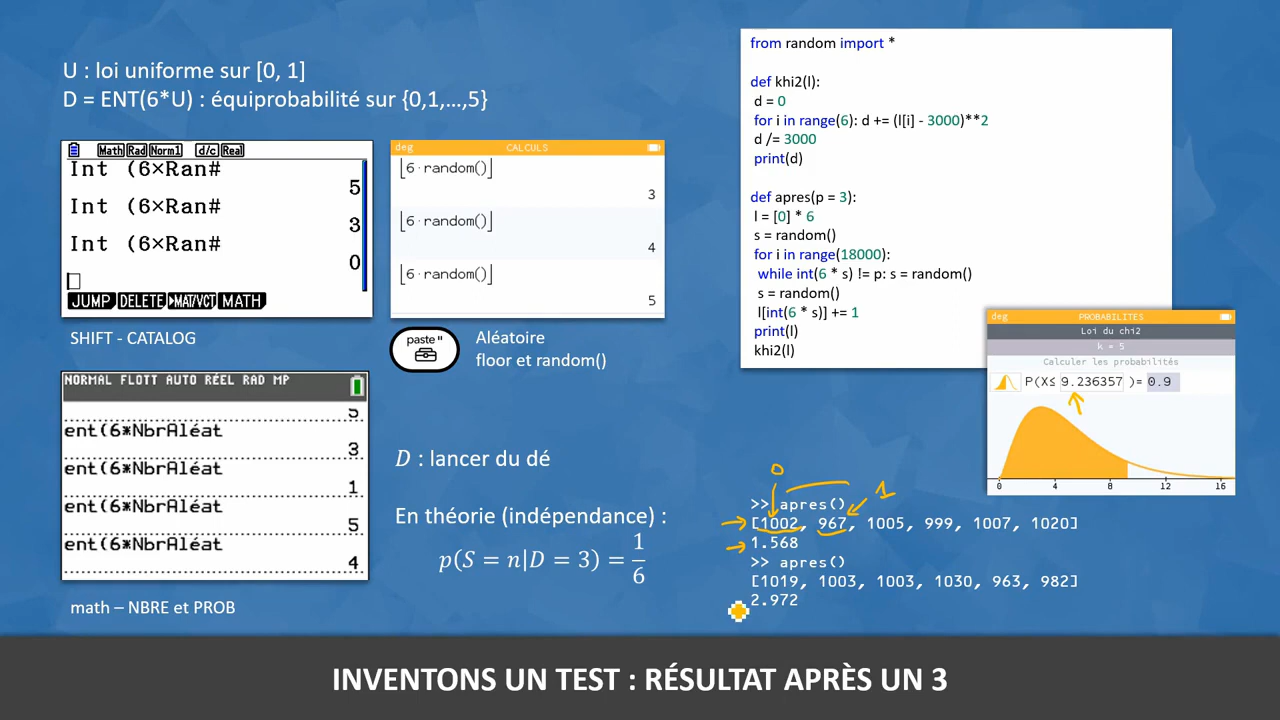 U : loi uniforme sur [0, 1]
D = ENT(6*U) : équiprobabilité sur {0,1,…,5}
Math Rad Norm1 d/c Real
Int (6×Ran#
5
Int (6×Ran#
3
Int (6×Ran#
0
JUMP DELETE ►MAT/VCT MATH
SHIFT - CATALOG
deg CALCULS
⌊6·random()⌋
3
⌊6·random()⌋
4
⌊6·random()⌋
5
paste "
Aléatoire
floor et random()
NORMAL FLOTT AUTO RÉEL RAD MP
5
ent(6*NbrAléat
3
ent(6*NbrAléat
1
ent(6*NbrAléat
5
ent(6*NbrAléat
4
math – NBRE et PROB
D : lancer du dé
En théorie (indépendance) :
p(S = n|D = 3) = 1/6
from random import *
def khi2(l):
d = 0
for i in range(6): d += (l[i] - 3000)**2
d /= 3000
print(d)
def apres(p = 3):
l = [0] * 6
s = random()
for i in range(18000):
while int(6 * s) != p: s = random()
s = random()
l[int(6 * s)] += 1
print(l)
khi2(l)
deg PROBABILITES
Loi du chi2
k = 5
Calculer les probabilités
P(X≤ 9.236357 )= 0.9
0 4 8 12 16
0
1
>> apres()
[1002, 967, 1005, 999, 1007, 1020]
1.568
>> apres()
[1019, 1003, 1003, 1030, 963, 982]
2.972
INVENTONS UN TEST : RÉSULTAT APRÈS UN 3